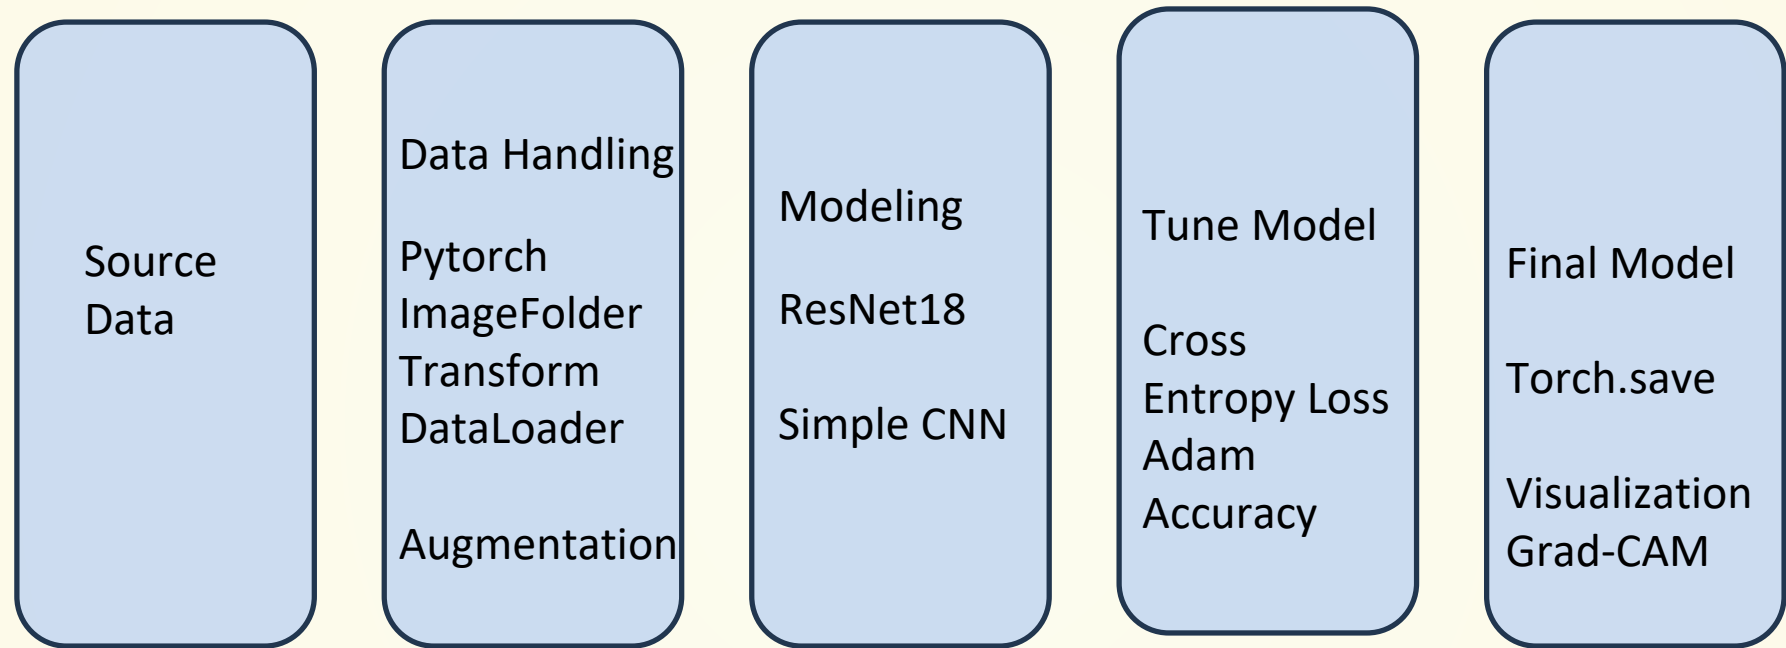 Source
Data
Data Handling
Pytorch
ImageFolder
Transform
DataLoader
Augmentation
Modeling
ResNet18
Simple CNN
Tune Model
Cross
Entropy Loss
Adam
Accuracy
Final Model
Torch.save
Visualization
Grad-CAM